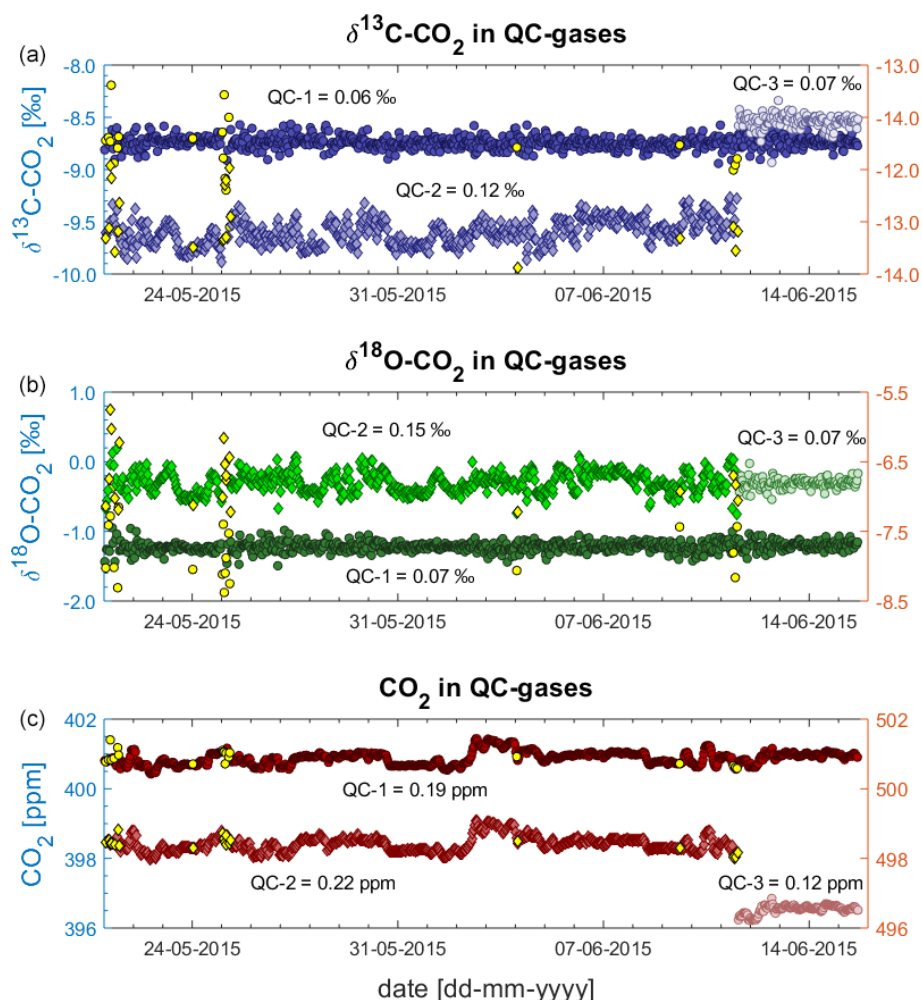 δ13C-CO2 in QC-gases
(a)
-8.0
-8.5
-9.0
-9.5
-10.0
δ13C-CO2 [‰]
QC-1 = 0.06 ‰
QC-2 = 0.12 ‰
QC-3 = 0.07 ‰
-13.0
-14.0
-12.0
-13.0
-14.0
24-05-2015
31-05-2015
07-06-2015
14-06-2015
δ18O-CO2 in QC-gases
(b)
1.0
0.0
-1.0
-2.0
δ18O-CO2 [‰]
QC-2 = 0.15 ‰
QC-1 = 0.07 ‰
QC-3 = 0.07 ‰
-5.5
-6.5
-7.5
-8.5
24-05-2015
31-05-2015
07-06-2015
14-06-2015
CO2 in QC-gases
(c)
402
400
398
396
CO2 [ppm]
QC-1 = 0.19 ppm
QC-2 = 0.22 ppm
QC-3 = 0.12 ppm
502
500
498
496
24-05-2015
31-05-2015
07-06-2015
14-06-2015
date [dd-mm-yyyy]